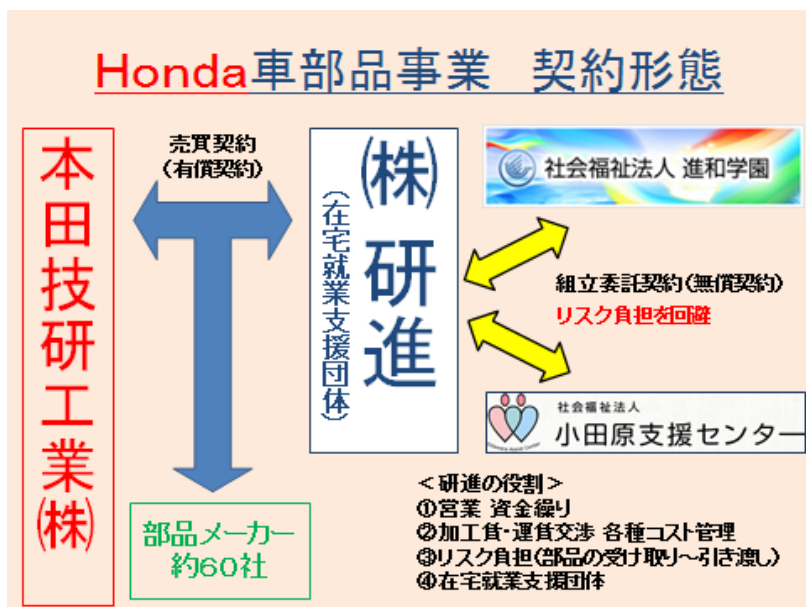 Honda車部品事業　契約形態
本田技研工業㈱
売買契約
(有償契約)
㈱研進
(在宅就業支援団体)
社会福祉法人 進和学園
組立委託契約(無償契約)
リスク負担を回避
社会福祉法人
小田原支援センター
部品メーカー
約60社
<研進の役割>
①営業 資金繰り
②加工賃・運賃交渉 各種コスト管理
③リスク負担(部品の受け取り～引き渡し)
④在宅就業支援団体